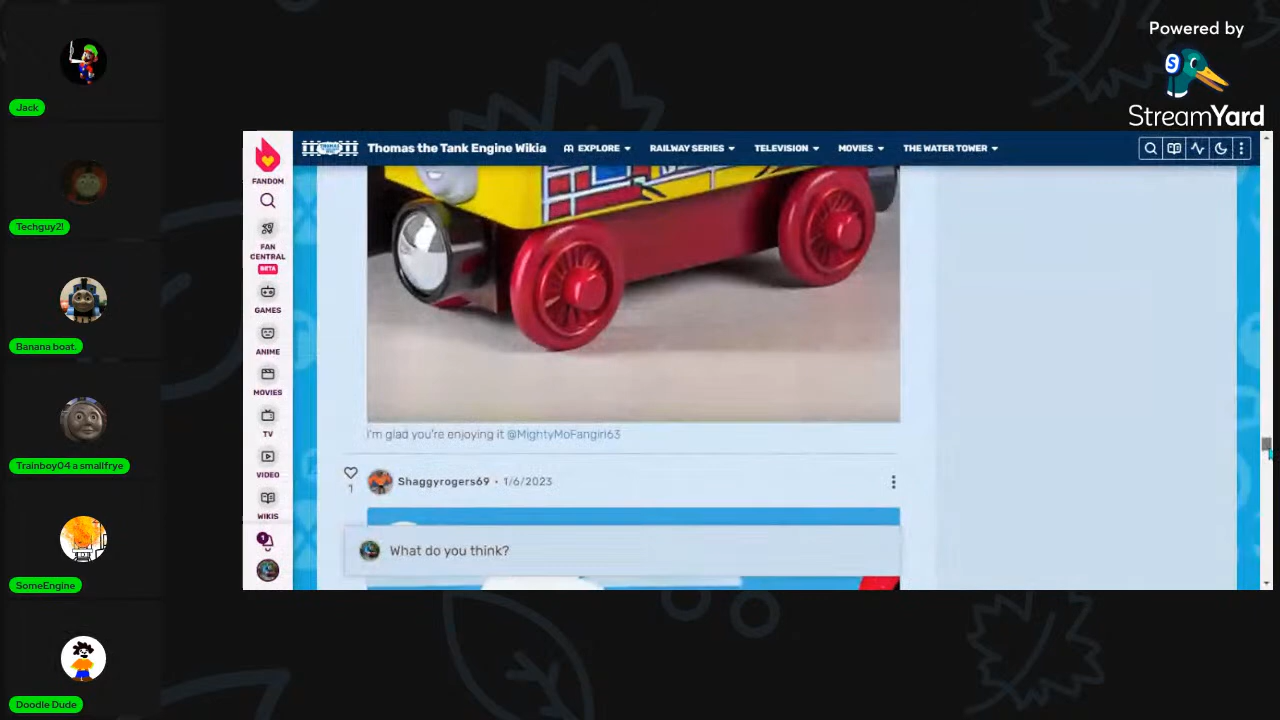 Powered by
S
StreamYard
Jack
Techguy2!
Banana boat.
Trainboy04 a smallfrye
SomeEngine
Doodle Dude
Thomas the Tank Engine Wikia
EXPLORE
RAILWAY SERIES
TELEVISION
MOVIES
THE WATER TOWER
FANDOM
FAN
CENTRAL
BETA
GAMES
ANIME
MOVIES
TV
VIDEO
WIKIS
1
I'm glad you're enjoying it @MightyMoFangirl63
1
Shaggyrogers69 • 1/6/2023
What do you think?